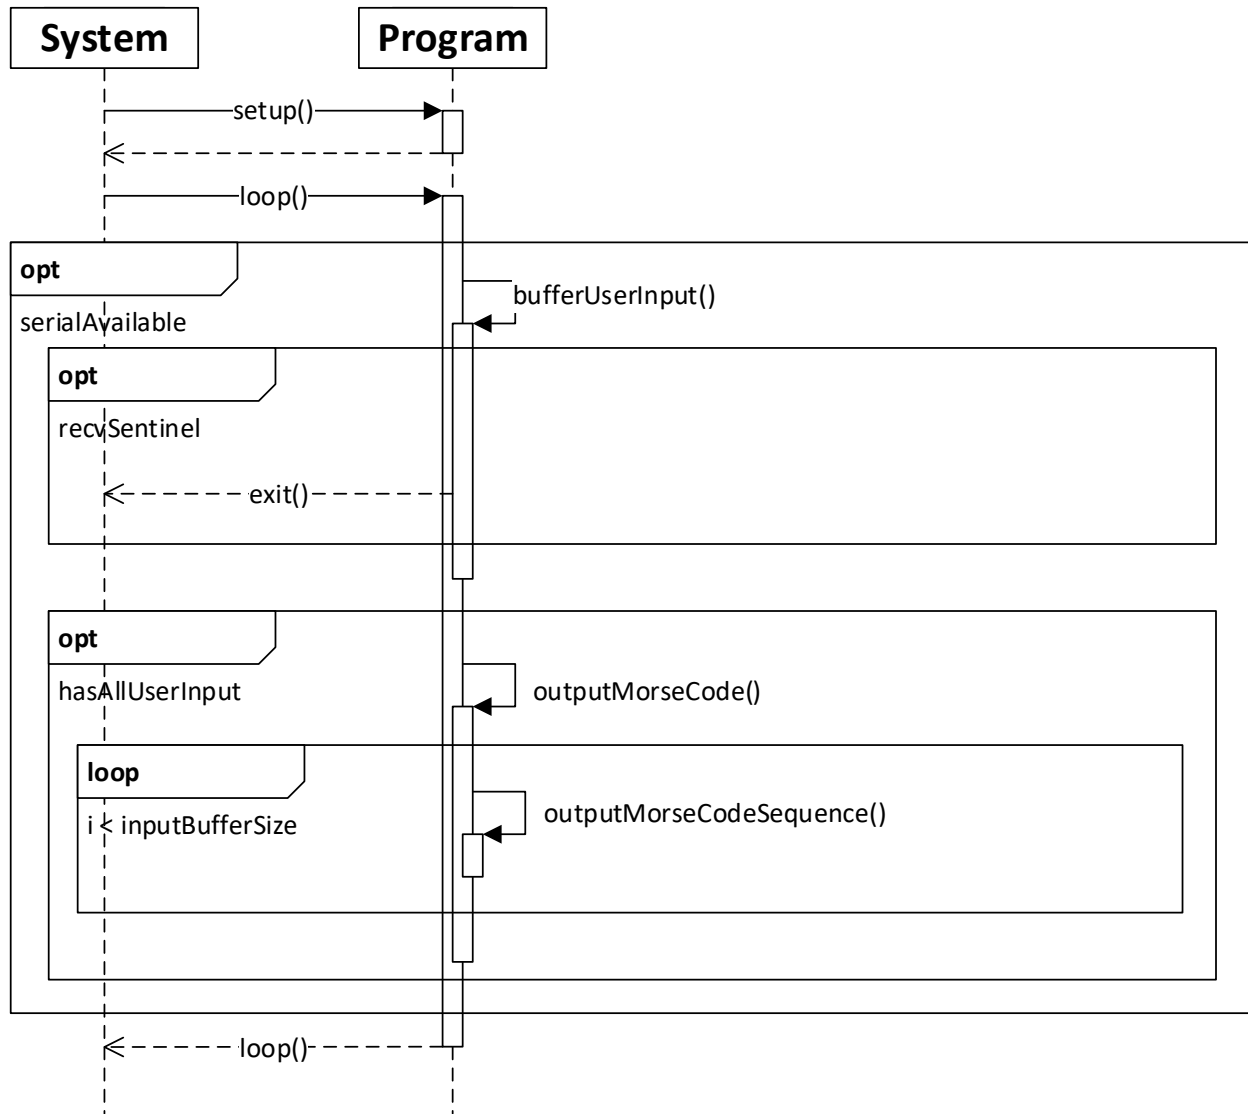 System
Program
setup()
loop()
opt
bufferUserInput()
serialAvailable
opt
recvSentinel
exit()
opt
hasAllUserInput
outputMorseCode()
loop
outputMorseCodeSequence()
i < inputBufferSize
loop()